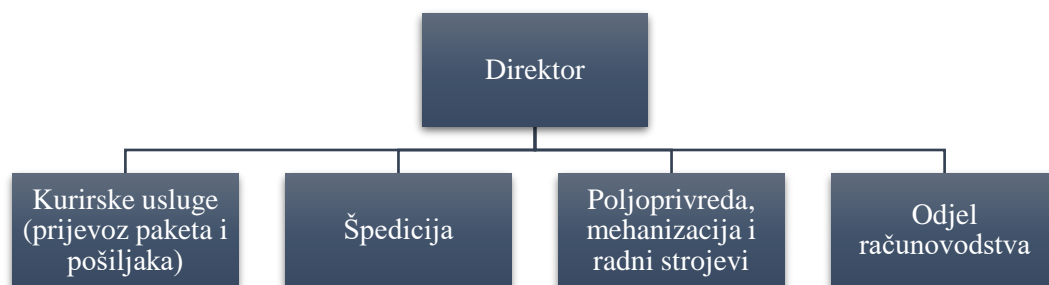 Direktor
Kurirske usluge
(prijevoz paketa i
pošiljaka)
Špedicija
Poljoprivreda,
mehanizacija i
radni strojevi
Odjel
računovodstva